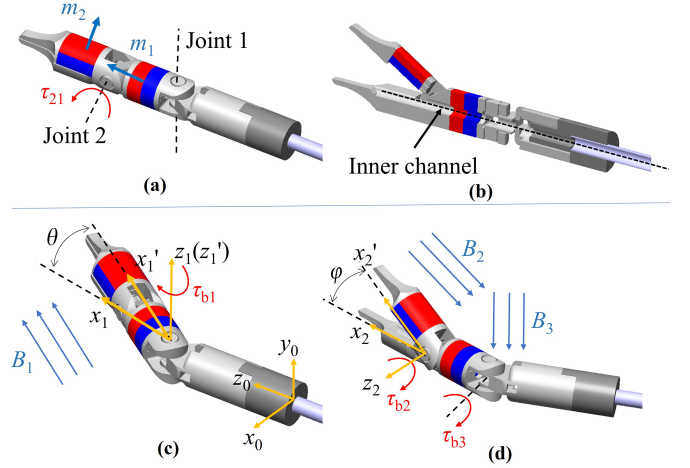 m₂
m₁
Joint 1
τ₂₁
Joint 2
(a)
Inner channel
(b)
θ
x₁'
z₁(z₁')
τb1
x₁
B₁
y₀
z₀
x₀
(c)
x₂'
B₂
φ
B₃
x₂
z₂
τb2
τb3
(d)